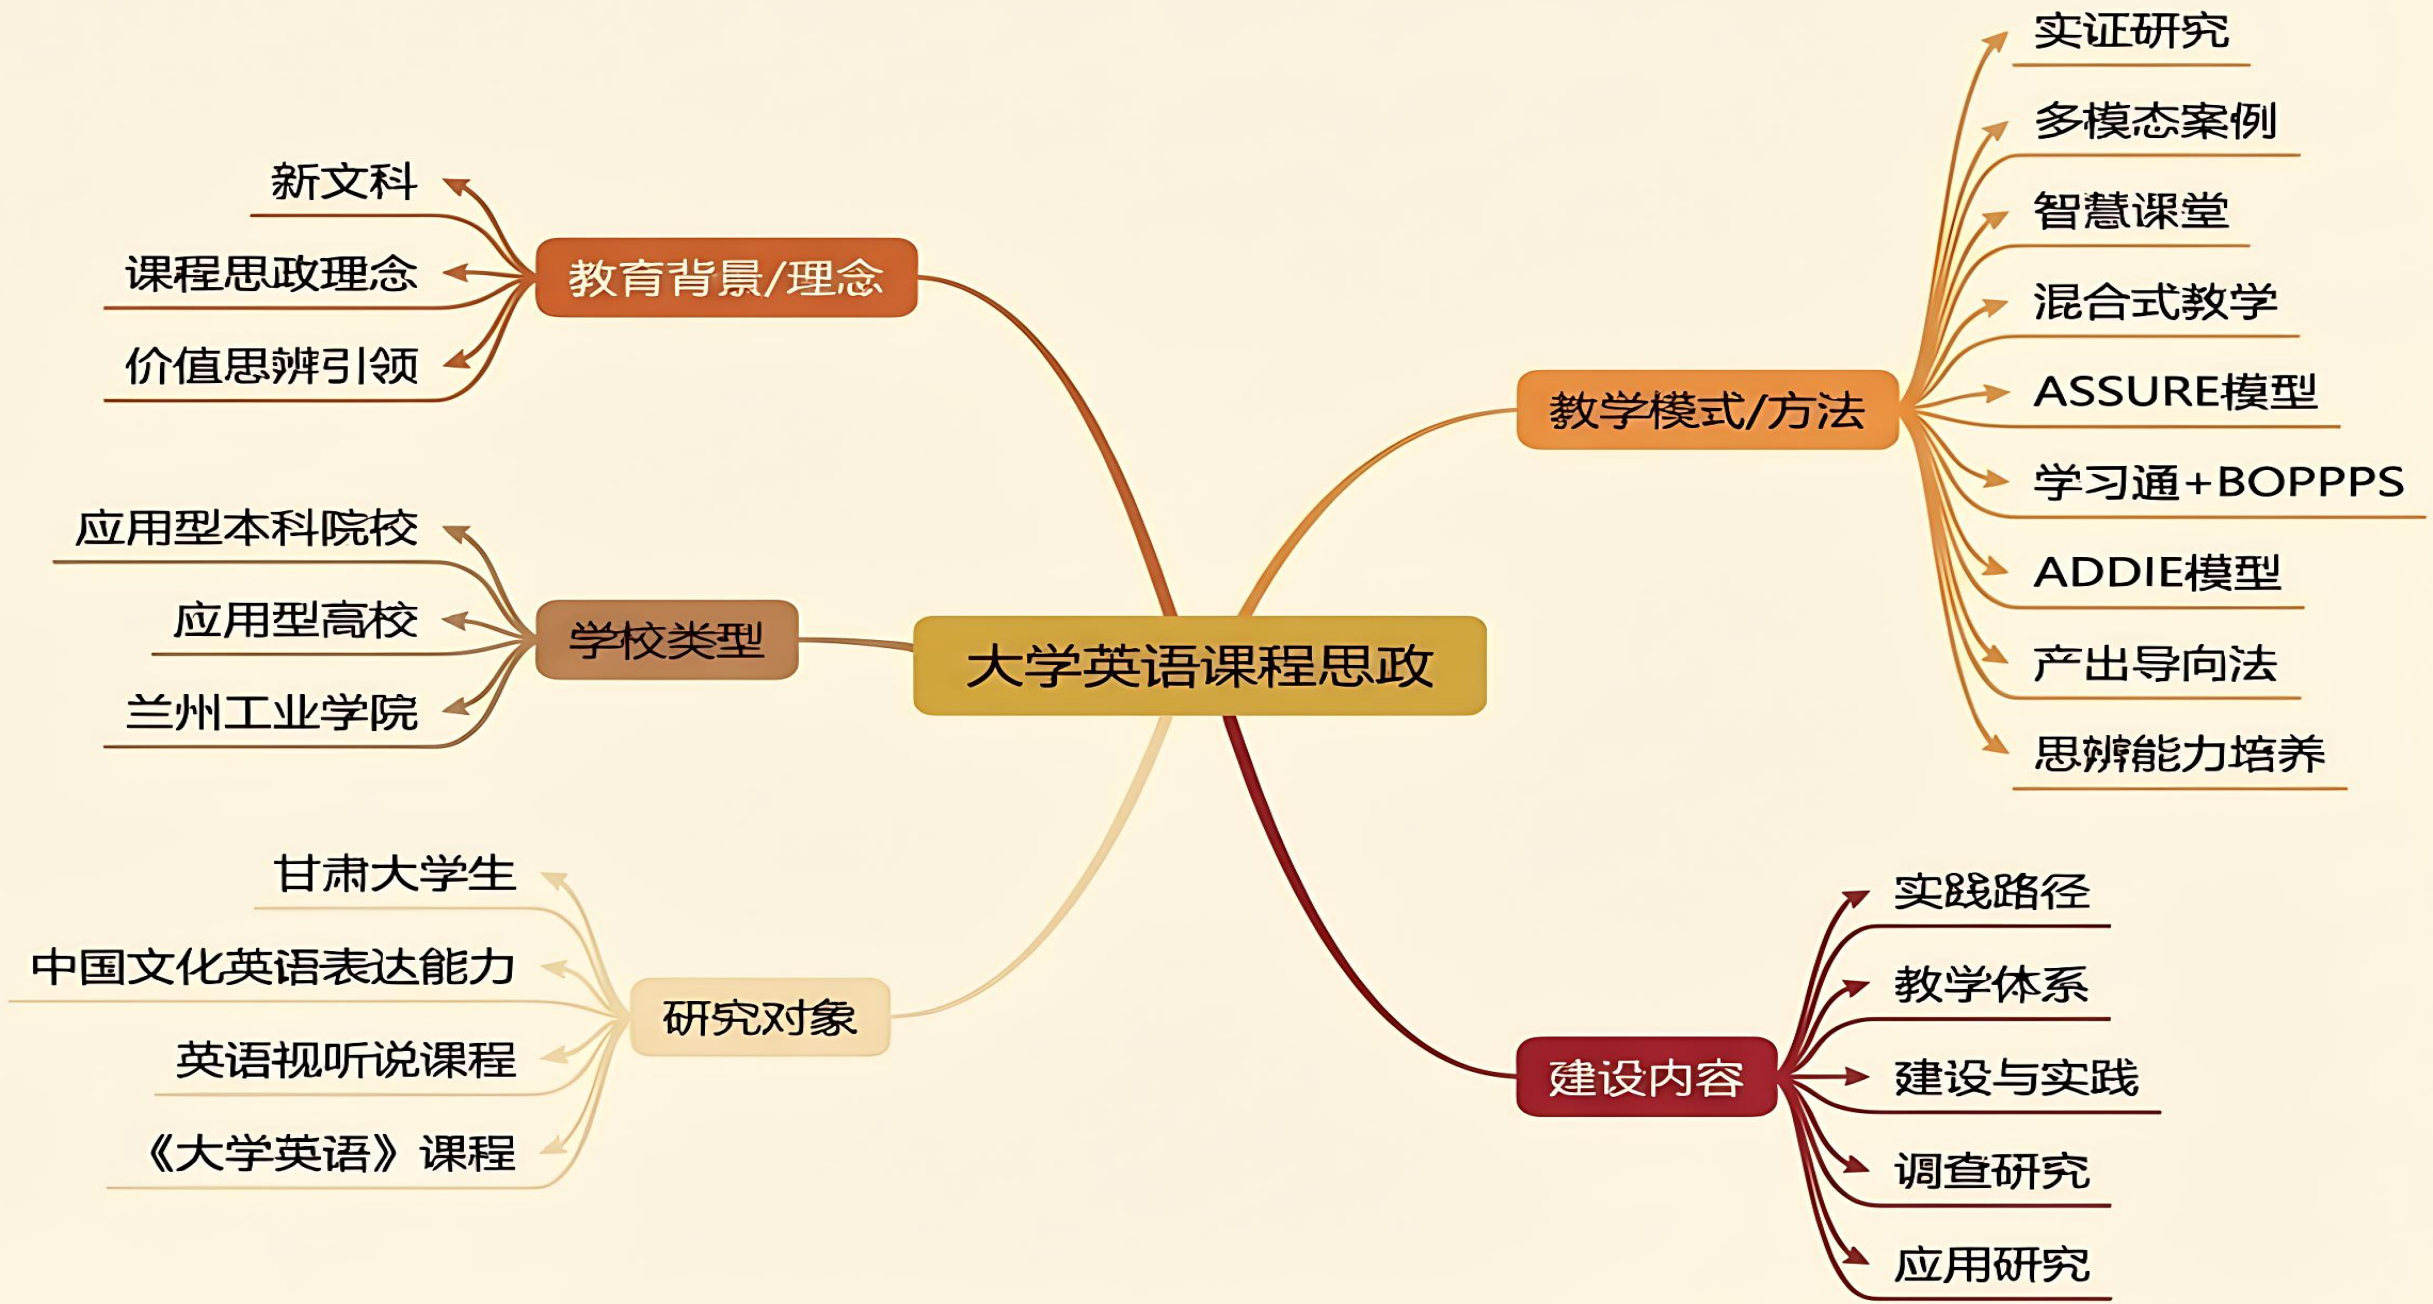 大学英语课程思政
教育背景/理念
新文科
课程思政理念
价值思辨引领
学校类型
应用型本科院校
应用型高校
兰州工业学院
研究对象
甘肃大学生
中国文化英语表达能力
英语视听说课程
《大学英语》课程
教学模式/方法
实证研究
多模态案例
智慧课堂
混合式教学
ASSURE模型
学习通+BOPPPS
ADDIE模型
产出导向法
思辨能力培养
建设内容
实践路径
教学体系
建设与实践
调查研究
应用研究